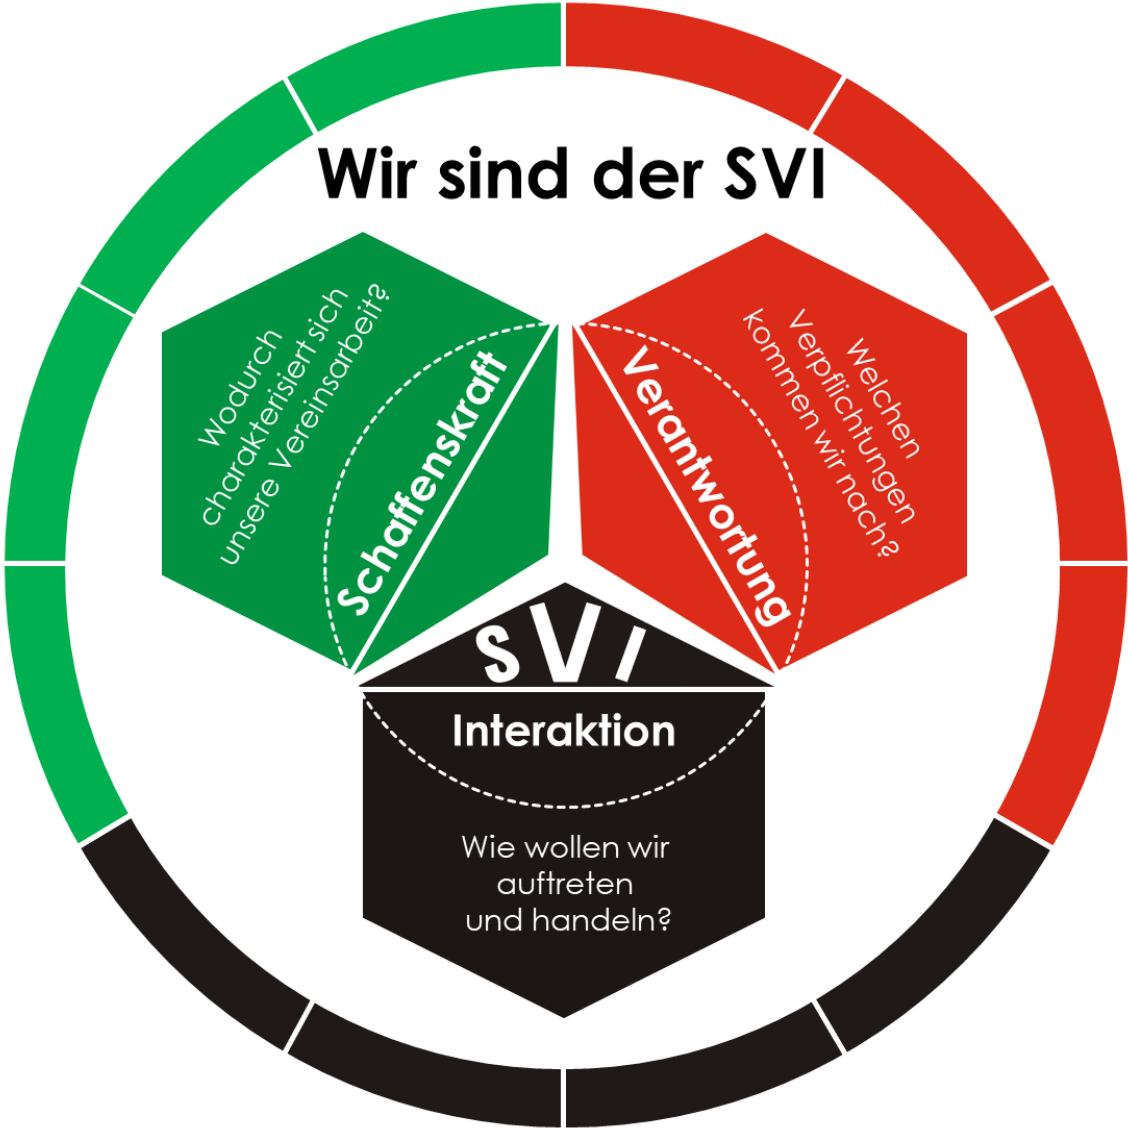 Wir sind der SVI
Wodurch
charakterisiert sich
unsere Vereinsarbeit?
Schaffenskraft
Welchen
Verpflichtungen
kommen wir nach?
Verantwortung
SVI
Interaktion
Wie wollen wir
auftreten
und handeln?